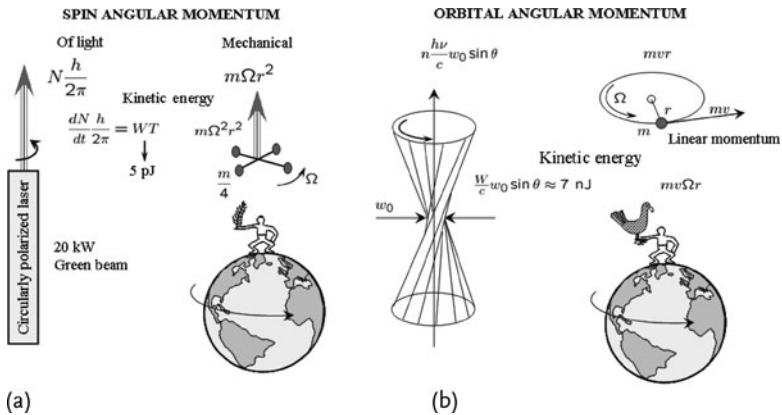 SPIN ANGULAR MOMENTUM
Of light
Mechanical
N h/2π
mΩr²
Kinetic energy
dN/dt h/2π = WT
5 pJ
mΩ²r²
m/4
Ω
Circularly polarized laser
20 kW
Green beam
(a)
ORBITAL ANGULAR MOMENTUM
n hν/c w₀ sin θ
mvr
Ω
r
m
mv
Linear momentum
Kinetic energy
W/c w₀ sin θ ≈ 7 nJ
mvΩr
w₀
(b)